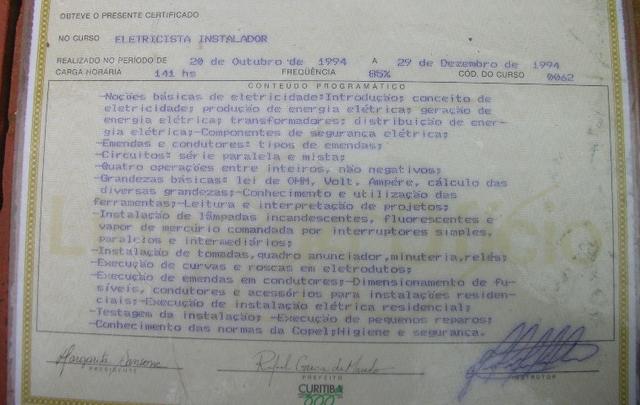 OBTEVE O PRESENTE CERTIFICADO
NO CURSO ELETRICISTA INSTALADOR
REALIZADO NO PERÍODO DE 20 de Outubro de 1994 A 29 de Dezembro de 1994
CARGA HORÁRIA 141 hs FREQÜÊNCIA 85% CÓD. DO CURSO 0062
CONTEÚDO PROGRAMÁTICO
-Noções básicas de eletricidade:Introdução; conceito de
eletricidade; produção de energia elétrica; geração de
energia elétrica; transformadores; distribuição de ener-
gia elétrica;-Componentes de segurança elétrica;
-Emendas e condutores: tipos de emendas;
-Circuitos: série paralela e mista;
-Quatro operações entre inteiros, não negativos;
-Grandezas básicas: lei de OHM, Volt, Ampére, cálculo das
diversas grandezas;-Conhecimento e utilização das
ferramentas;-Leitura e interpretação de projetos;
-Instalação de lâmpadas incandescentes, fluorescentes e
vapor de mercúrio comandada por interruptores simples,
paralelos e intermediários;
-Instalação de tomadas,quadro anunciador,minuteria,relés;
-Execução de curvas e roscas em eletrodutos;
-Execução de emendas em condutores;-Dimensionamento de fu-
síveis, condutores e acessórios para instalações residen-
ciais;-Execução de instalação elétrica residencial;
-Testagem da instalação; -Execução de pequenos reparos;
-Conhecimento das normas da Copel;Higiene e segurança.
PRESIDENTE
PREFEITO
INSTRUTOR
CURITIBA
300